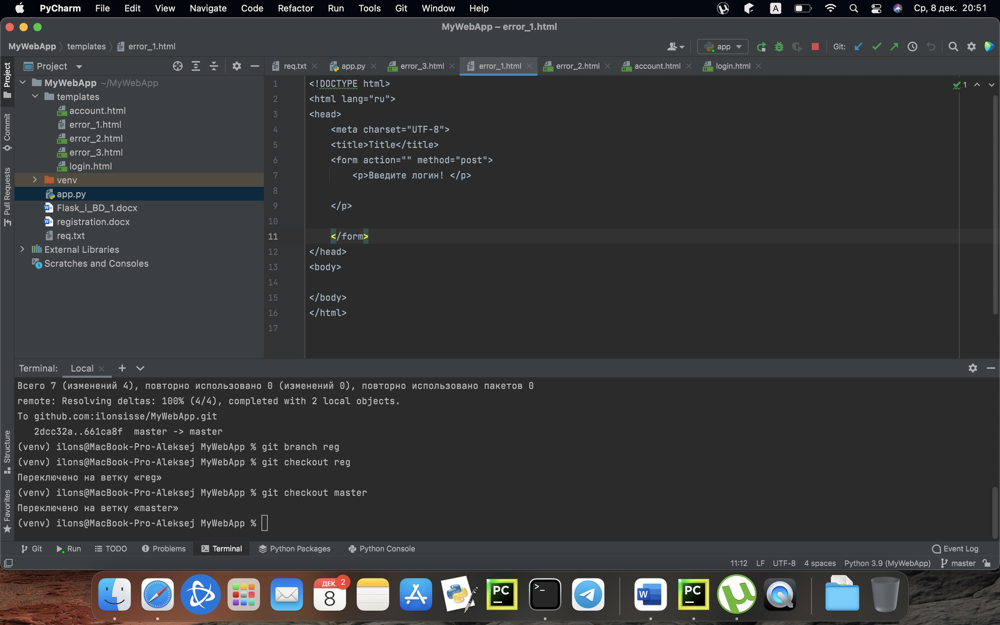 PyCharm File Edit View Navigate Code Refactor Run Tools Git Window Help A Ср, 8 дек. 20:51
MyWebApp – error_1.html
MyWebApp templates error_1.html app Git:
Project req.txt app.py error_3.html error_1.html error_2.html account.html login.html
Project
Commit
Pull Requests
Structure
Favorites
MyWebApp ~/MyWebApp
templates
account.html
error_1.html
error_2.html
error_3.html
login.html
venv
app.py
Flask_i_BD_1.docx
registration.docx
req.txt
External Libraries
Scratches and Consoles
1 <!DOCTYPE html>
2 <html lang="ru">
3 <head>
4 <meta charset="UTF-8">
5 <title>Title</title>
6 <form action="" method="post">
7 <p>Введите логин! </p>
8
9 </p>
10
11 </form>
12 </head>
13 <body>
14
15 </body>
16 </html>
17
1
Terminal: Local
Всего 7 (изменений 4), повторно использовано 0 (изменений 0), повторно использовано пакетов 0
remote: Resolving deltas: 100% (4/4), completed with 2 local objects.
To github.com:ilonsisse/MyWebApp.git
2dcc32a..661ca8f master -> master
(venv) ilons@MacBook-Pro-Aleksej MyWebApp % git branch reg
(venv) ilons@MacBook-Pro-Aleksej MyWebApp % git checkout reg
Переключено на ветку «reg»
(venv) ilons@MacBook-Pro-Aleksej MyWebApp % git checkout master
Переключено на ветку «master»
(venv) ilons@MacBook-Pro-Aleksej MyWebApp %
Git Run TODO Problems Terminal Python Packages Python Console Event Log
11:12 LF UTF-8 4 spaces Python 3.9 (MyWebApp) master
ДЕК. 2
8
PC
>_
W
PC